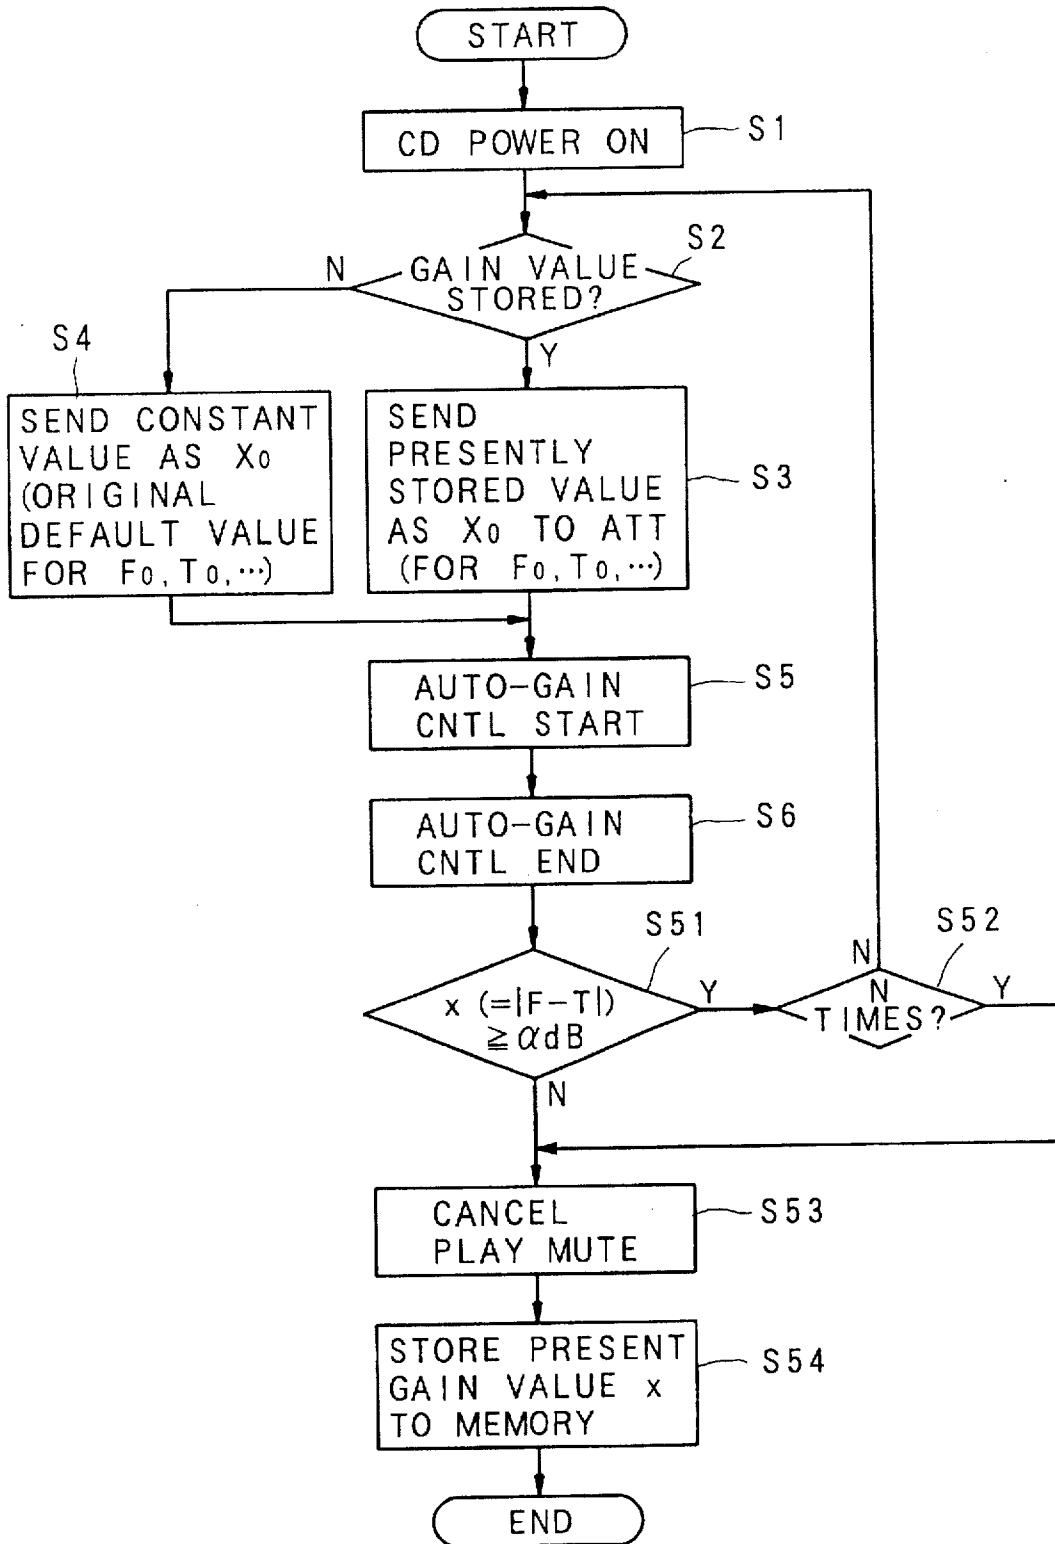 START
CD POWER ON
S1
S2
N
GAIN VALUE
STORED?
Y
S4
SEND CONSTANT
VALUE AS X0
(ORIGINAL
DEFAULT VALUE
FOR F0, T0, ···)
SEND
PRESENTLY
STORED VALUE
AS X0 TO ATT
(FOR F0, T0, ···)
S3
AUTO-GAIN
CNTL START
S5
AUTO-GAIN
CNTL END
S6
S51
x (=|F-T|)
≧αdB
Y
N
S52
N
N
TIMES?
Y
CANCEL
PLAY MUTE
S53
STORE PRESENT
GAIN VALUE x
TO MEMORY
S54
END